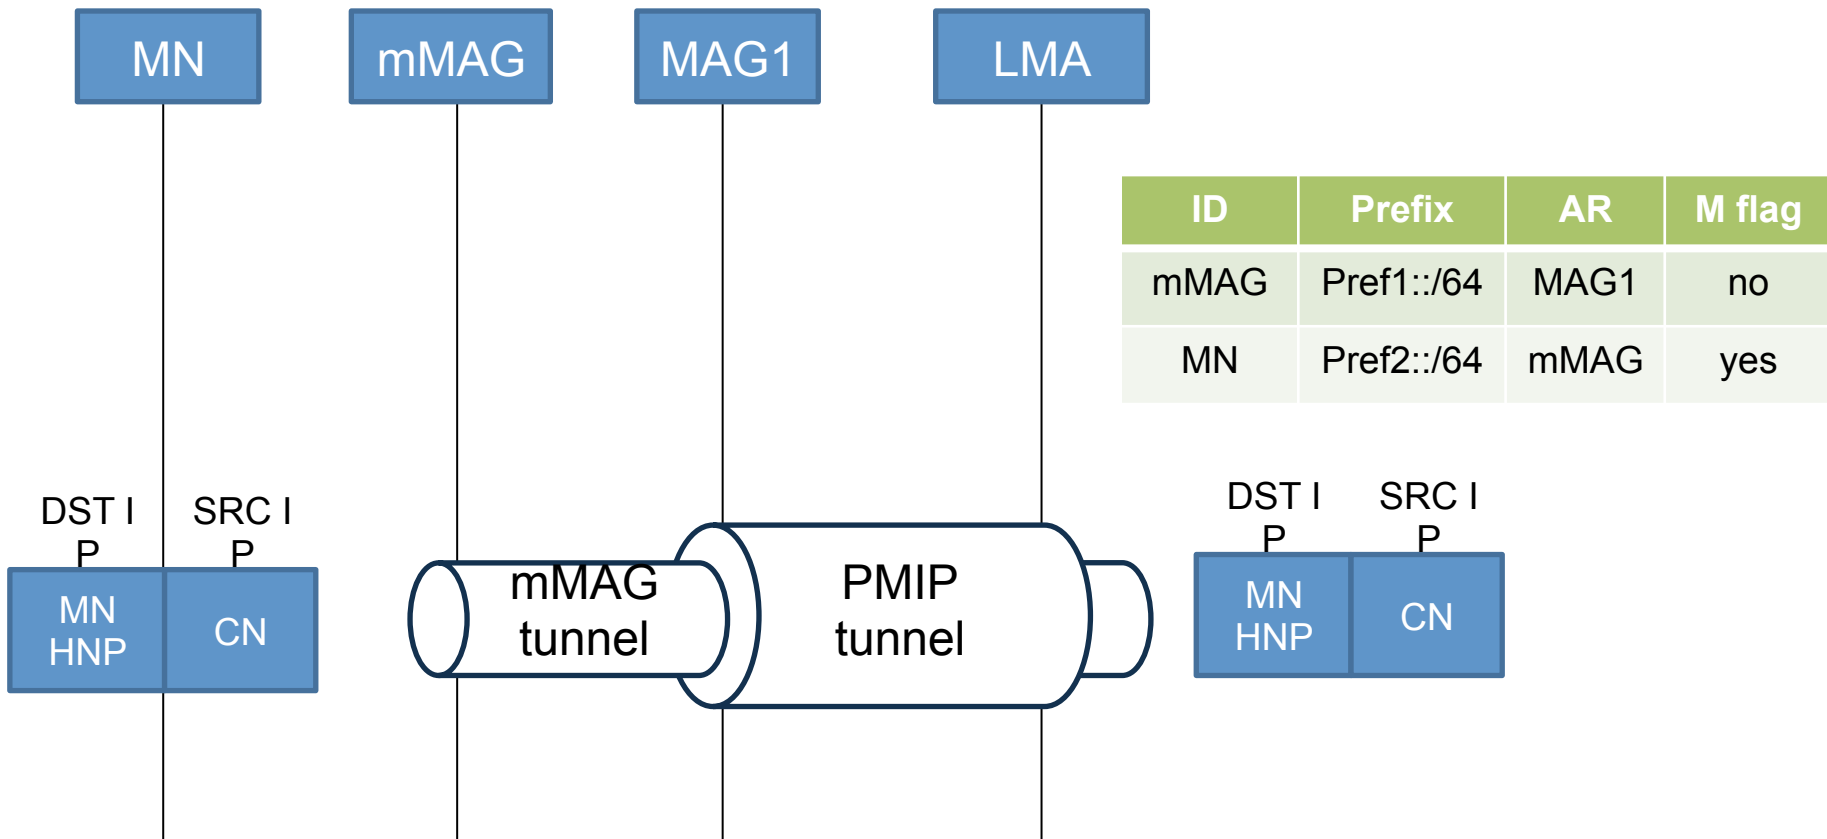 MN
mMAG
MAG1
LMA
ID Prefix AR M flag
mMAG Pref1::/64 MAG1 no
MN Pref2::/64 mMAG yes
DST I
P
SRC I
P
MN
HNP
CN
mMAG
tunnel
PMIP
tunnel
DST I
P
SRC I
P
MN
HNP
CN